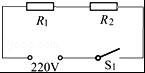 R₁ R₂
220V S₁